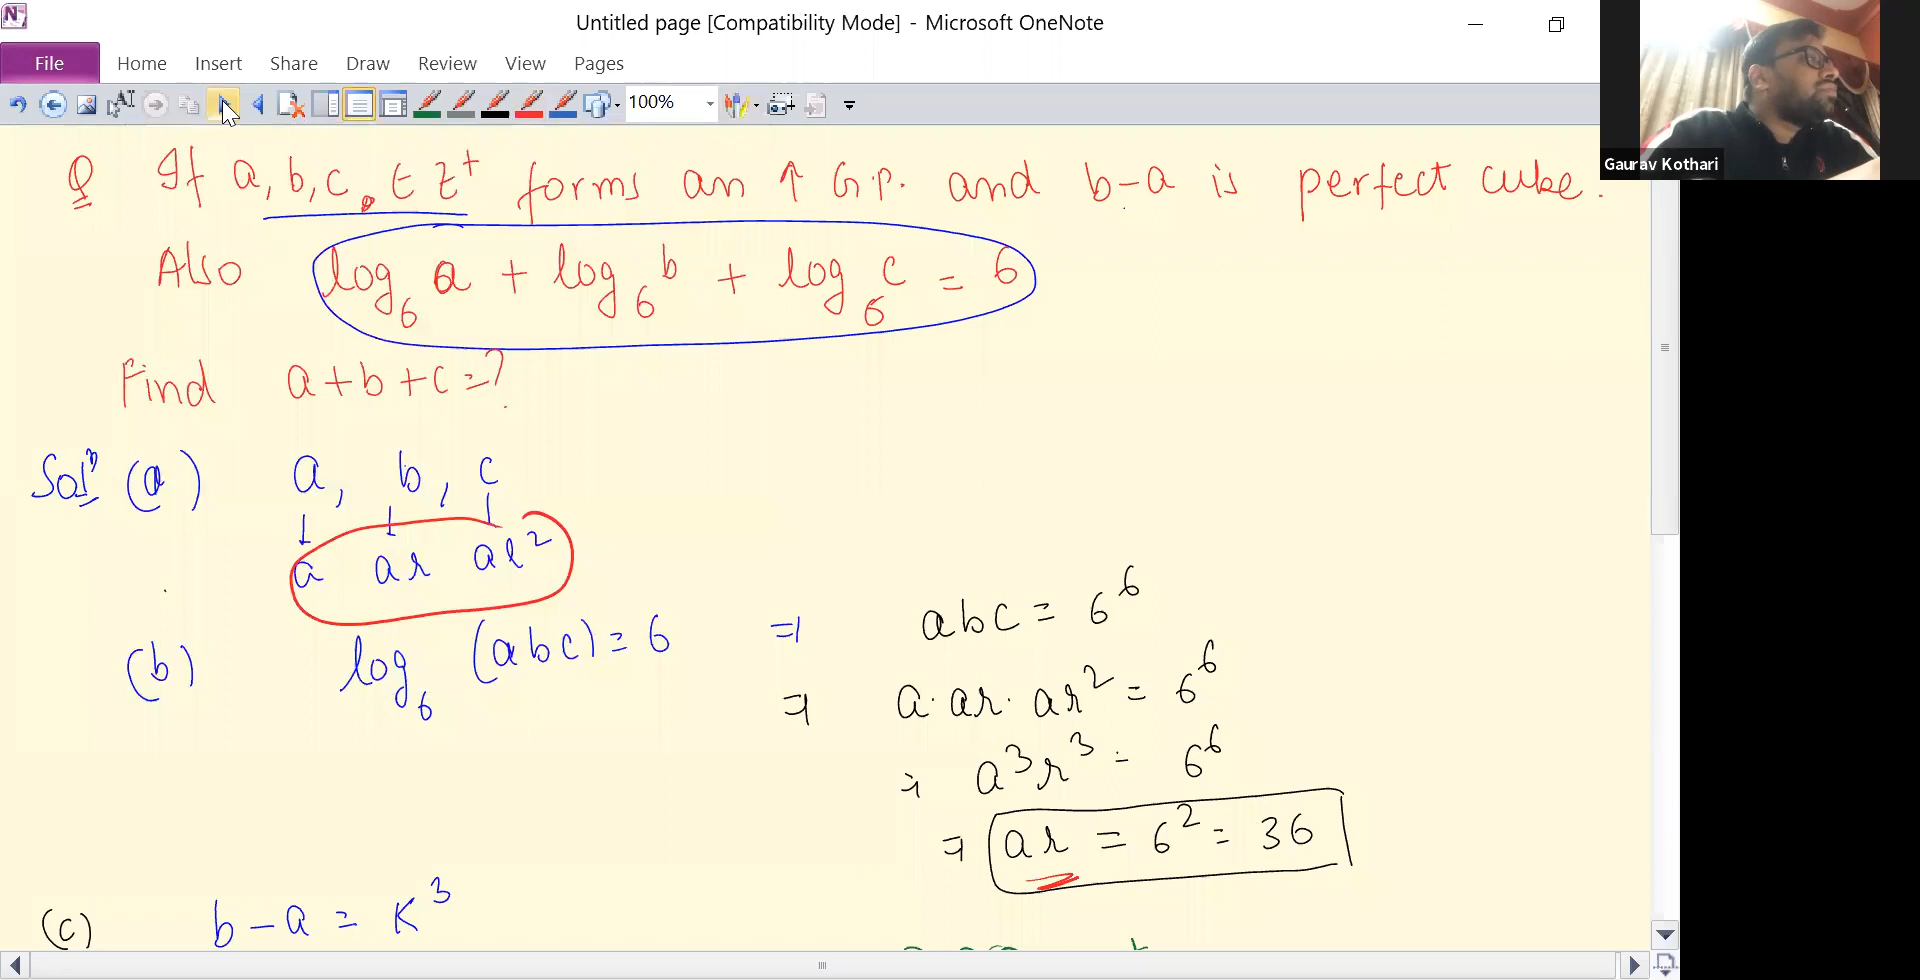 Untitled page [Compatibility Mode] - Microsoft OneNote
File Home Insert Share Draw Review View Pages
100%
Gaurav Kothari
Q If a, b, c, ∈ Z⁺ forms an ↑ G.P. and b-a is perfect cube.
Also log₆ a + log₆ b + log₆ c = 6
Find a+b+c=?
Solⁿ (a) a, b, c
a ar ar²
(b) log₆ (abc) = 6 ⇒ abc = 6⁶
⇒ a·ar·ar² = 6⁶
⇒ a³r³ = 6⁶
⇒ ar = 6² = 36
(c) b - a = K³